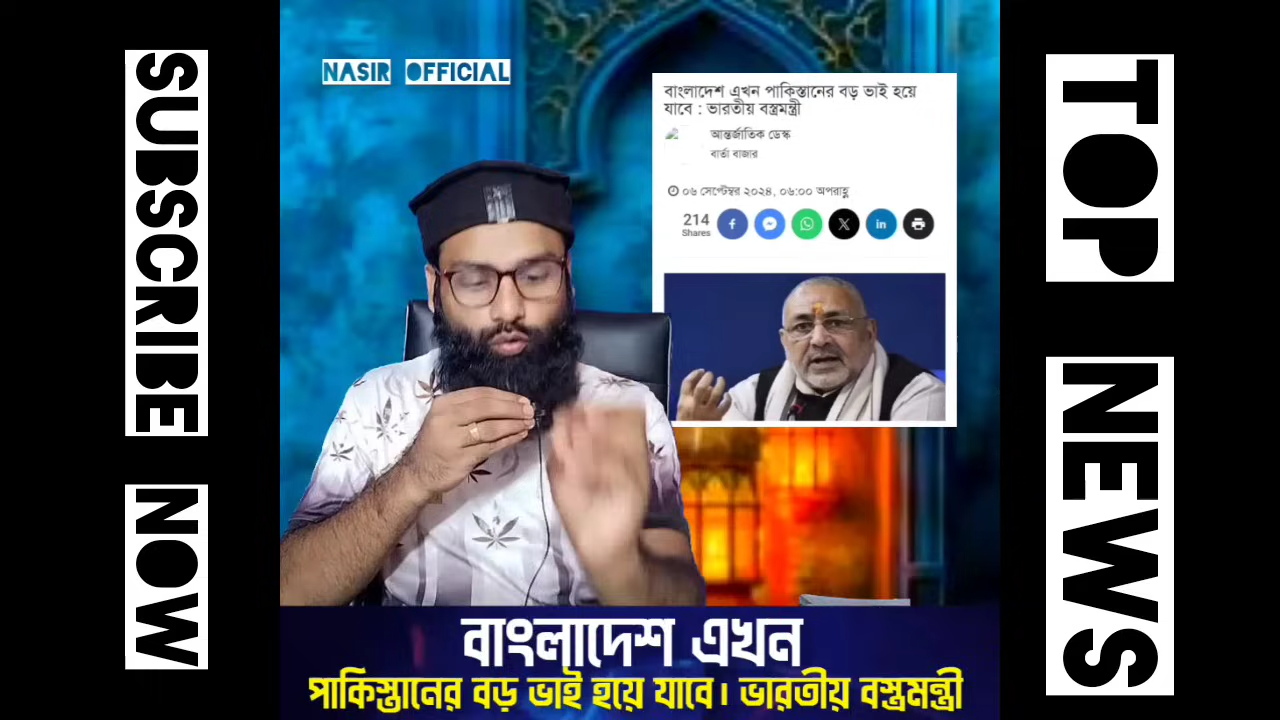 SUBSCRIBE NOW
NASIR OFFICIAL
বাংলাদেশ এখন পাকিস্তানের বড় ভাই হয়ে
যাবে : ভারতীয় বস্ত্রমন্ত্রী
আন্তর্জাতিক ডেস্ক
বার্তা বাজার
০৬ সেপ্টেম্বর ২০২৪, ০৬:০০ অপরাহ্ণ
214
Shares
TOP NEWS
বাংলাদেশ এখন
পাকিস্তানের বড় ভাই হয়ে যাবে। ভারতীয় বস্ত্রমন্ত্রী